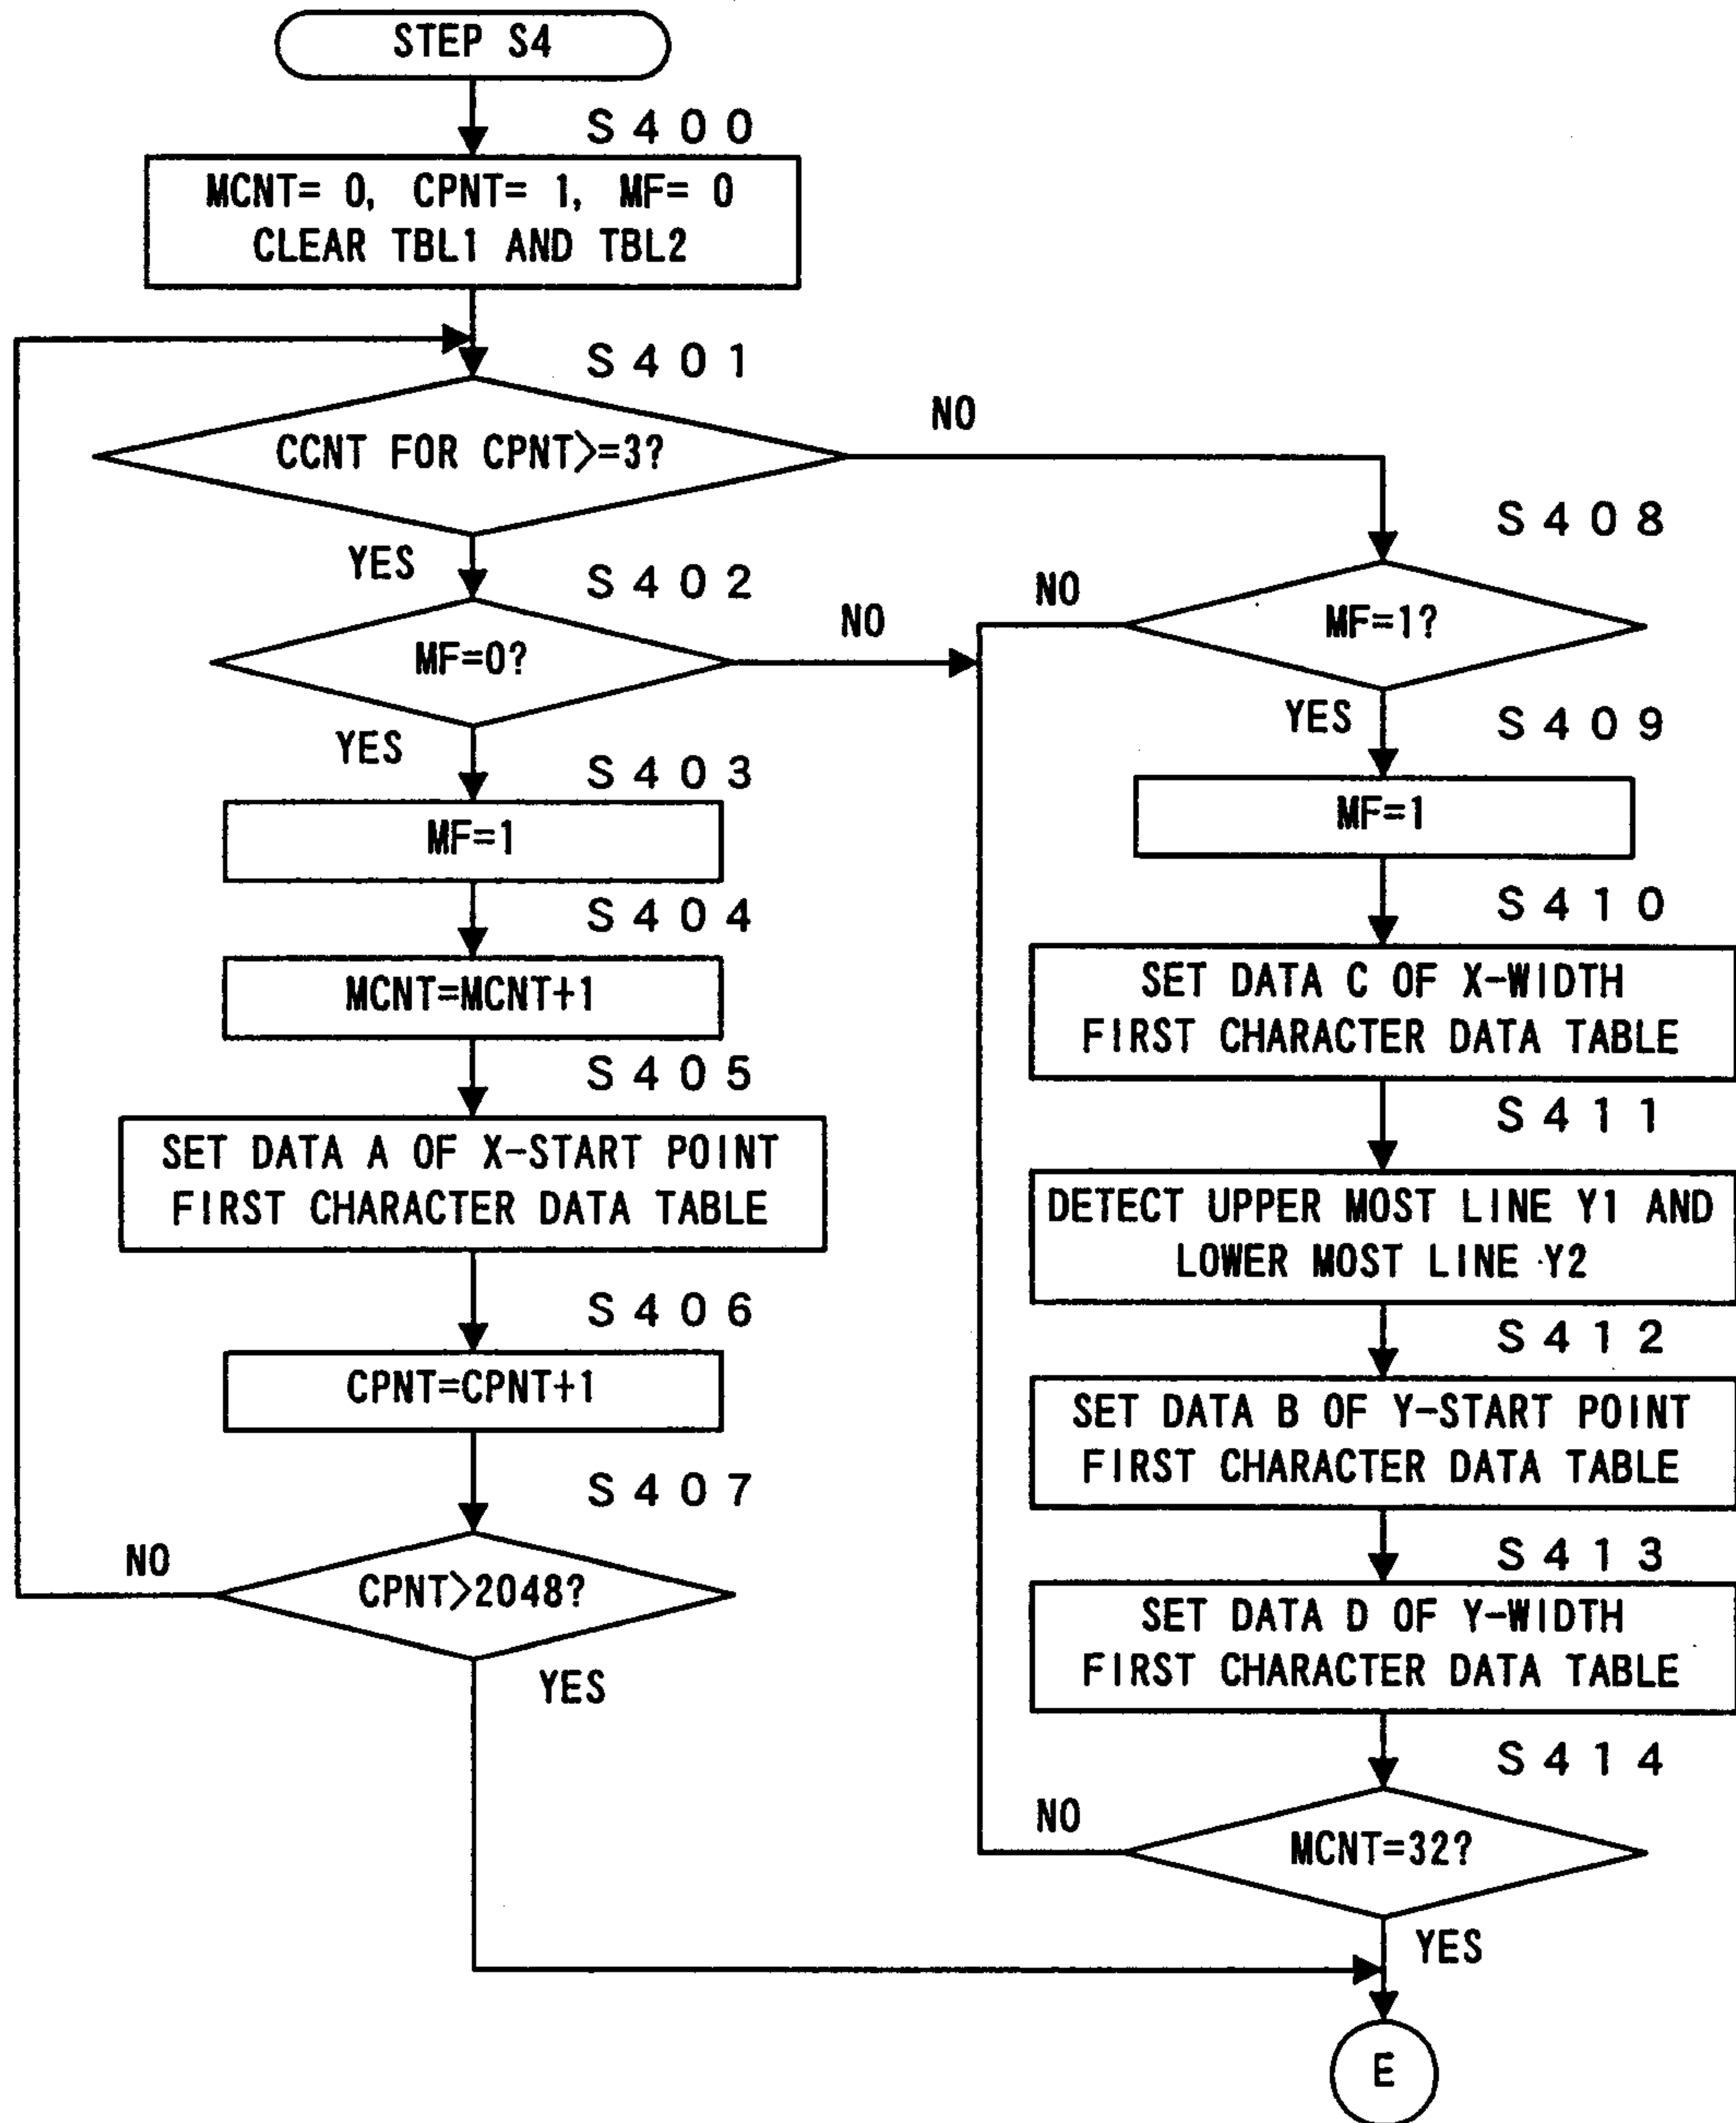 STEP S4
S400
MCNT= 0, CPNT= 1, MF= 0
CLEAR TBL1 AND TBL2
S401
CCNT FOR CPNT>=3?
NO
YES
S402
MF=0?
NO
YES
S403
MF=1
S404
MCNT=MCNT+1
S405
SET DATA A OF X-START POINT
FIRST CHARACTER DATA TABLE
S406
CPNT=CPNT+1
S407
NO
CPNT>2048?
YES
S408
NO
MF=1?
YES
S409
MF=1
S410
SET DATA C OF X-WIDTH
FIRST CHARACTER DATA TABLE
S411
DETECT UPPER MOST LINE Y1 AND
LOWER MOST LINE Y2
S412
SET DATA B OF Y-START POINT
FIRST CHARACTER DATA TABLE
S413
SET DATA D OF Y-WIDTH
FIRST CHARACTER DATA TABLE
S414
NO
MCNT=32?
YES
E